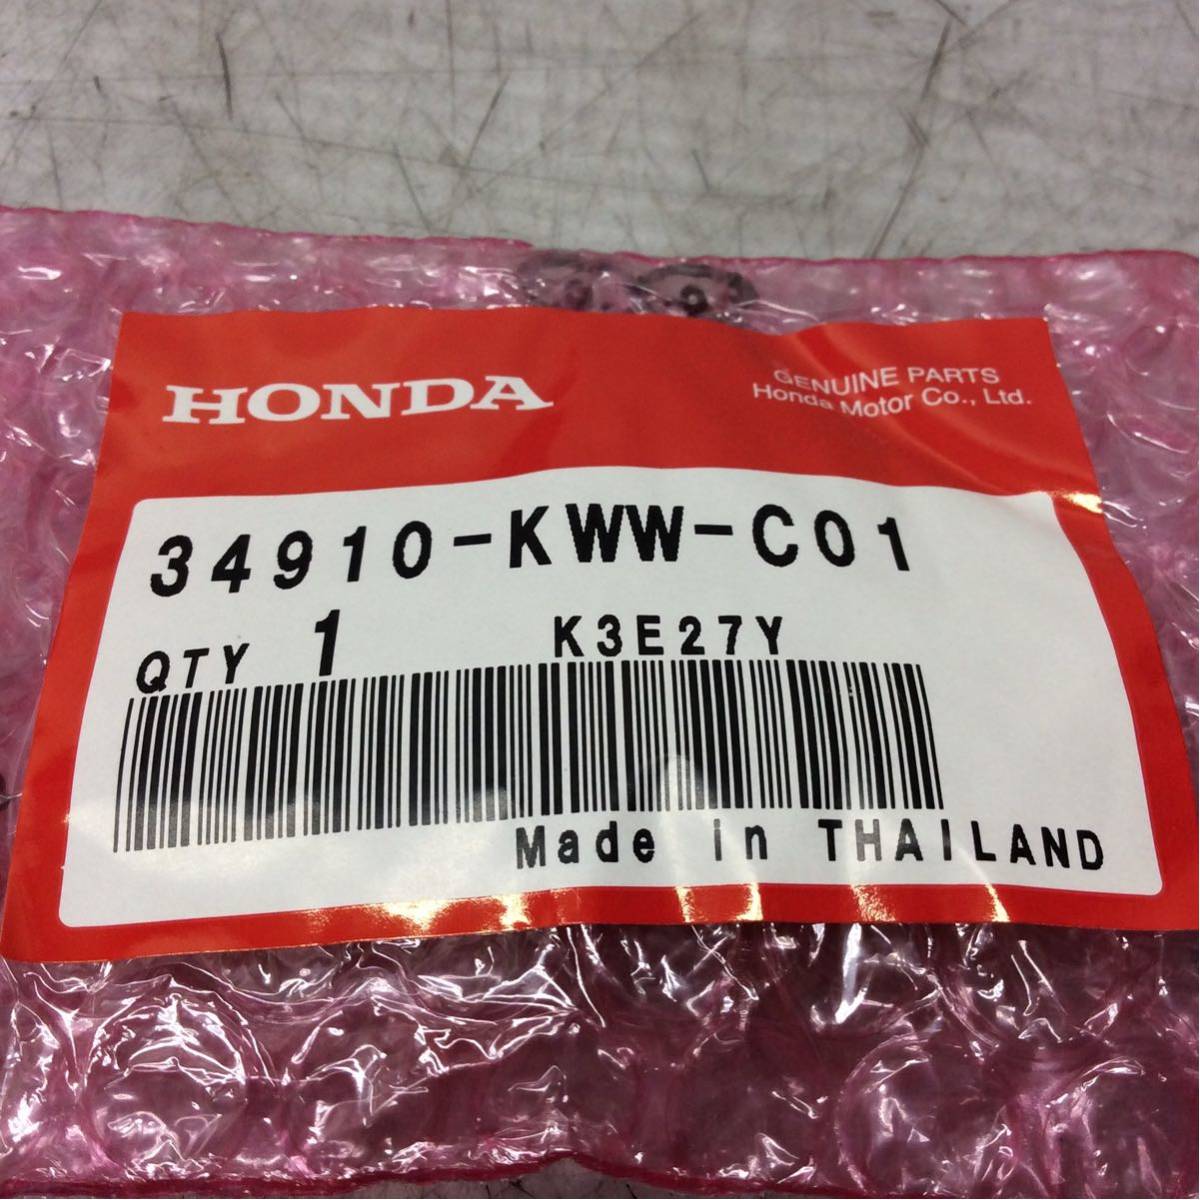 HONDA
GENUINE PARTS
Honda Motor Co., Ltd.
34910-KWW-C01
QTY 1 K3E27Y
Made in THAILAND